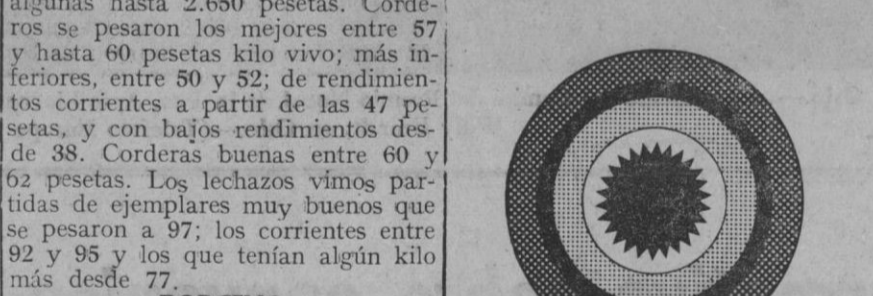 algunas hasta 2.650 pesetas. Corde-
ros se pesaron los mejores entre 57
y hasta 60 pesetas kilo vivo; más in-
feriores, entre 50 y 52; de rendimien-
tos corrientes a partir de las 47 pe-
setas, y con bajos rendimientos des-
de 38. Corderas buenas entre 60 y
62 pesetas. Los lechazos vimos par-
tidas de ejemplares muy buenos que
se pesaron a 97; los corrientes entre
92 y 95 y los que tenían algún kilo
más desde 77.